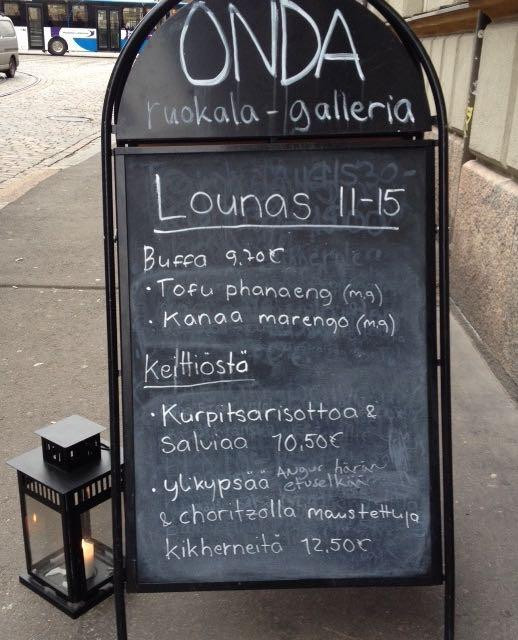 ONDA
ruokala - galleria
Lounas 11-15
Buffa 9,70€
• Tofu phanaeng (m,g)
• Kanaa marengo (m,g)
Keittiöstä
• Kurpitsarisottoa &
Salviaa 10,50€
• ylikypsää Angus härän
etuselkää
& choritzolla maustettuja
kikherneitä 12,50€